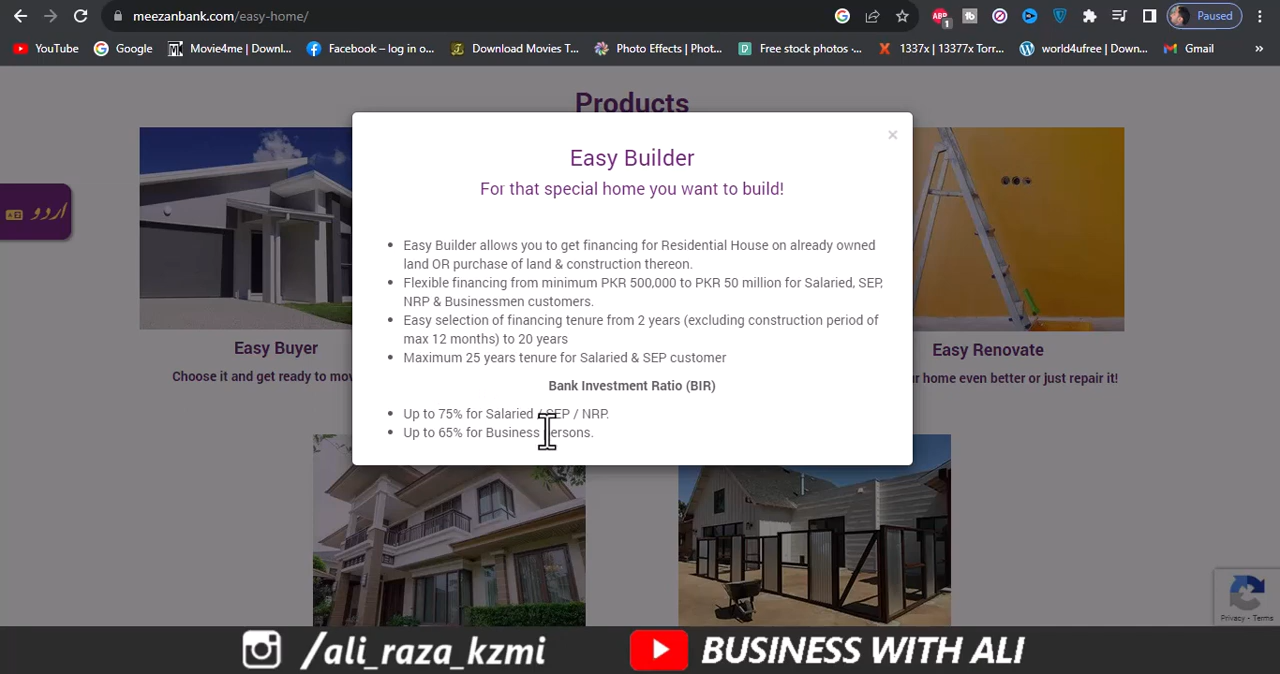 meezanbank.com/easy-home/
Paused
YouTube
Google
Movie4me | Downl...
Facebook – log in o...
Download Movies T...
Photo Effects | Phot...
Free stock photos ·...
1337x | 13377x Torr...
world4ufree | Down...
Gmail
»
Products
×
Easy Builder
For that special home you want to build!
اردو
• Easy Builder allows you to get financing for Residential House on already owned
land OR purchase of land & construction thereon.
• Flexible financing from minimum PKR 500,000 to PKR 50 million for Salaried, SEP,
NRP & Businessmen customers.
• Easy selection of financing tenure from 2 years (excluding construction period of
max 12 months) to 20 years
• Maximum 25 years tenure for Salaried & SEP customer
Bank Investment Ratio (BIR)
• Up to 75% for Salaried / SEP / NRP.
• Up to 65% for Business persons.
Easy Buyer
Choose it and get ready to mov
Easy Renovate
ur home even better or just repair it!
Privacy - Terms
/ali_raza_kzmi
BUSINESS WITH ALI